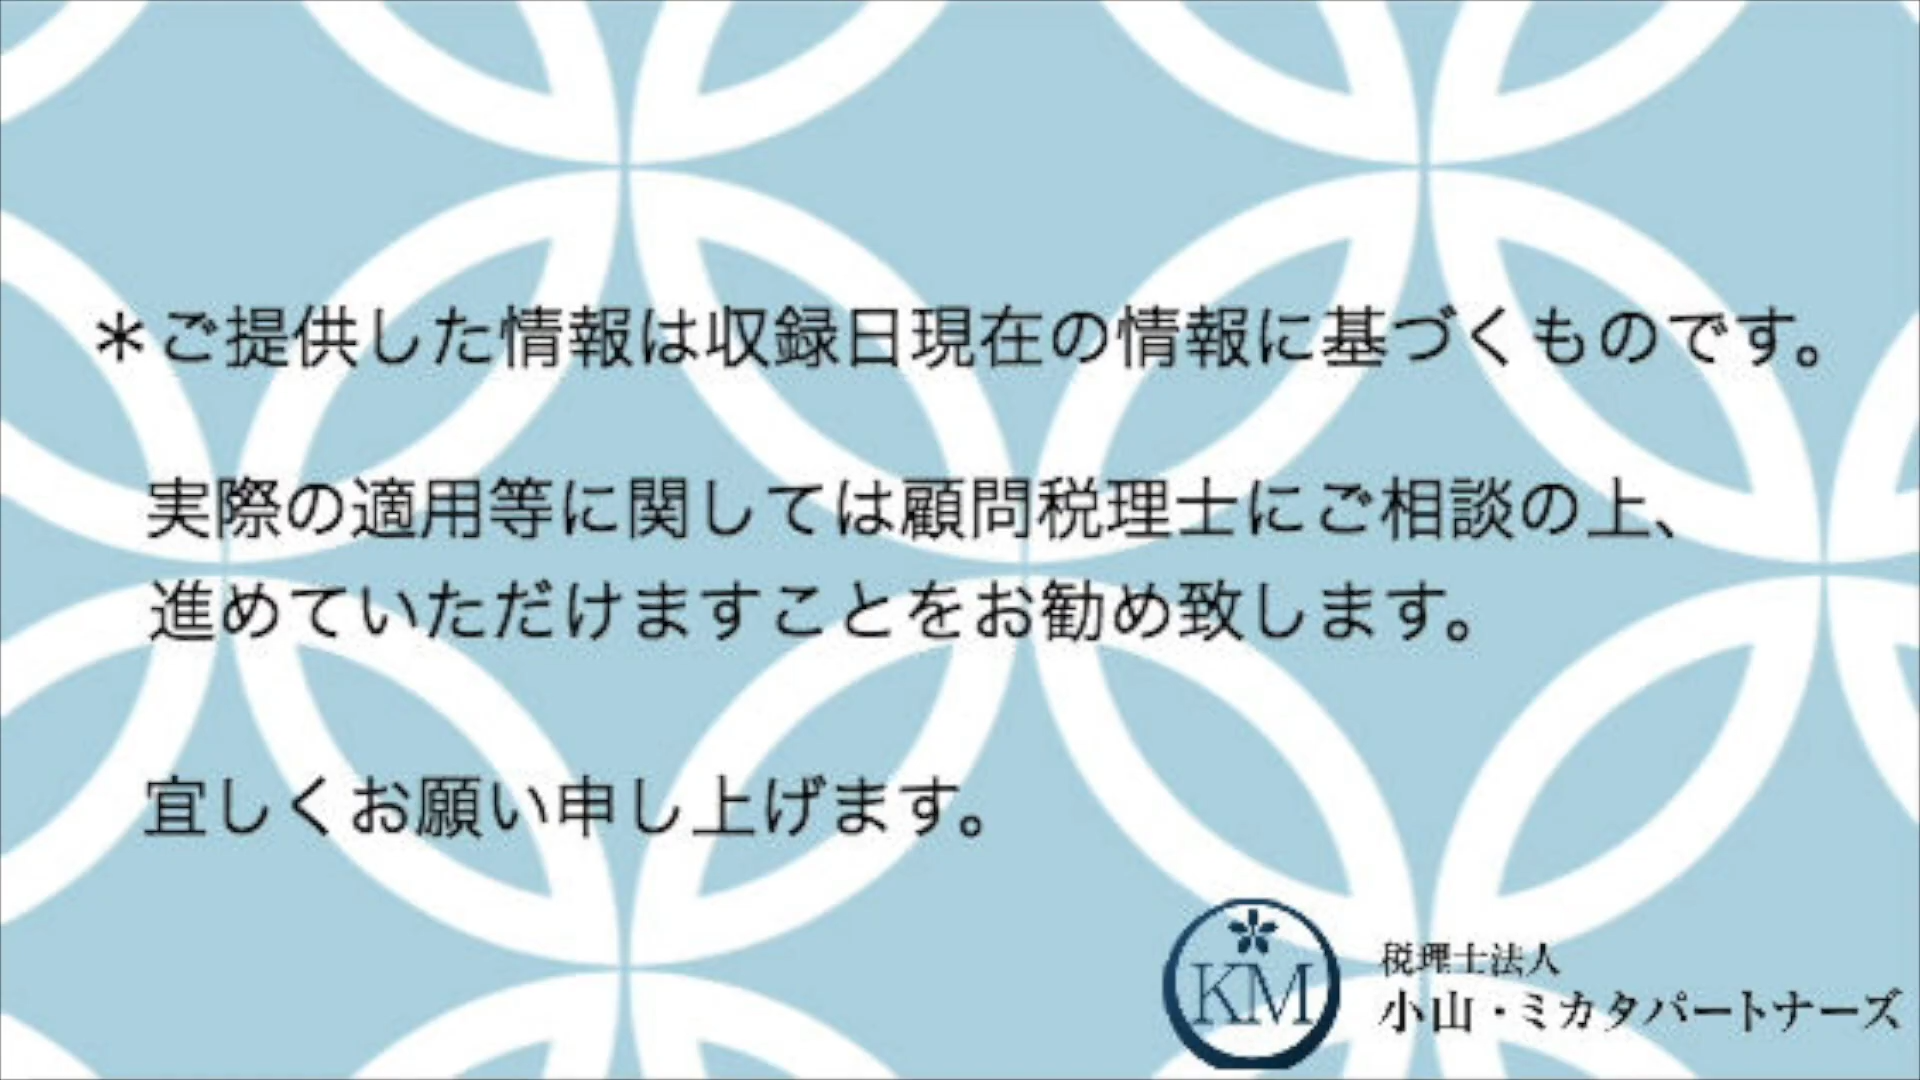 ＊ご提供した情報は収録日現在の情報に基づくものです。
実際の適用等に関しては顧問税理士にご相談の上、
進めていただけますことをお勧め致します。
宜しくお願い申し上げます。
KM
税理士法人
小山・ミカタパートナーズ